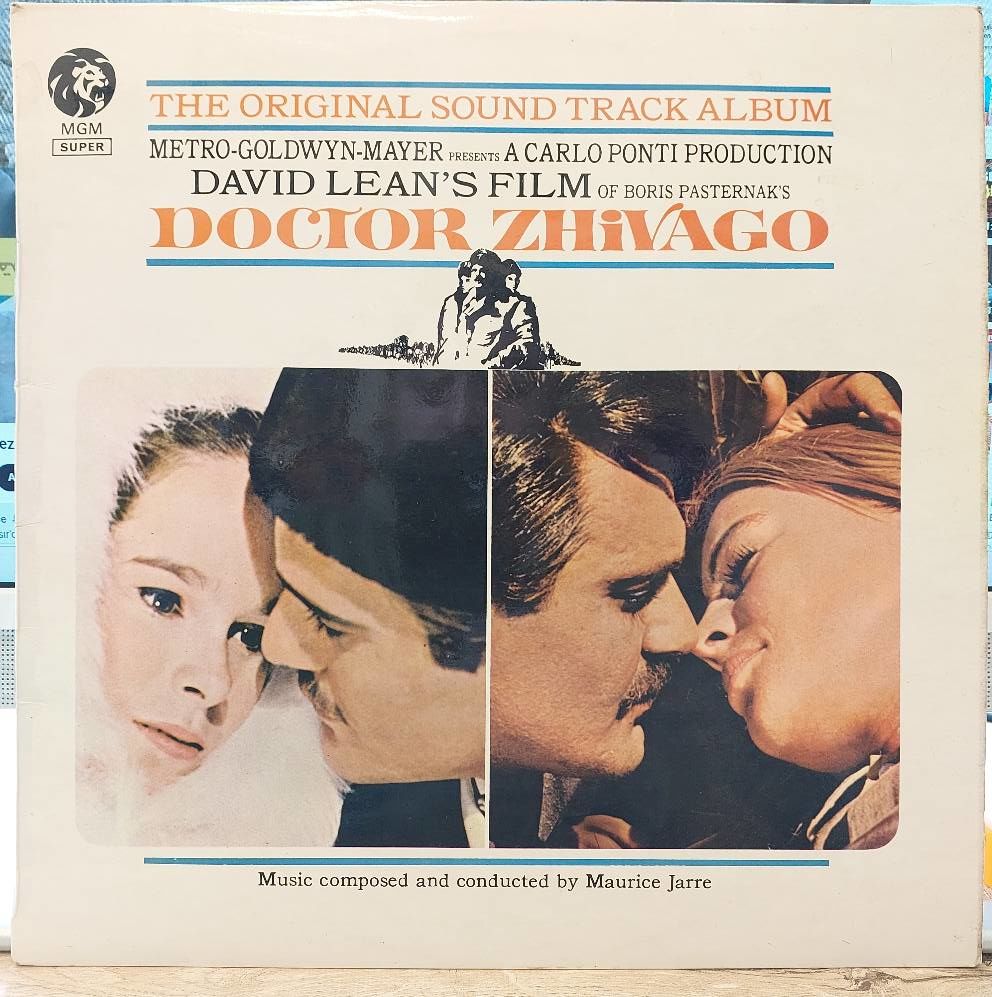 MGM
SUPER
THE ORIGINAL SOUND TRACK ALBUM
METRO-GOLDWYN-MAYER PRESENTS A CARLO PONTI PRODUCTION
DAVID LEAN'S FILM OF BORIS PASTERNAK'S
DOCTOR ZHiVAGO
Music composed and conducted by Maurice Jarre